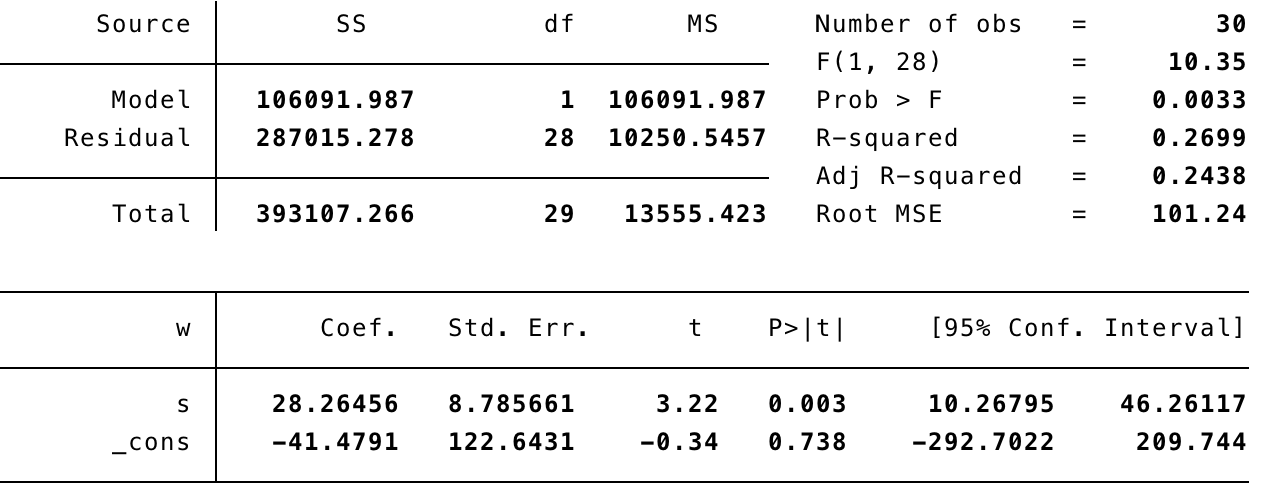 Source SS df MS Number of obs = 30
F(1, 28) = 10.35
Model 106091.987 1 106091.987 Prob > F = 0.0033
Residual 287015.278 28 10250.5457 R-squared = 0.2699
Adj R-squared = 0.2438
Total 393107.266 29 13555.423 Root MSE = 101.24
w Coef. Std. Err. t P>|t| [95% Conf. Interval]
s 28.26456 8.785661 3.22 0.003 10.26795 46.26117
_cons -41.4791 122.6431 -0.34 0.738 -292.7022 209.744